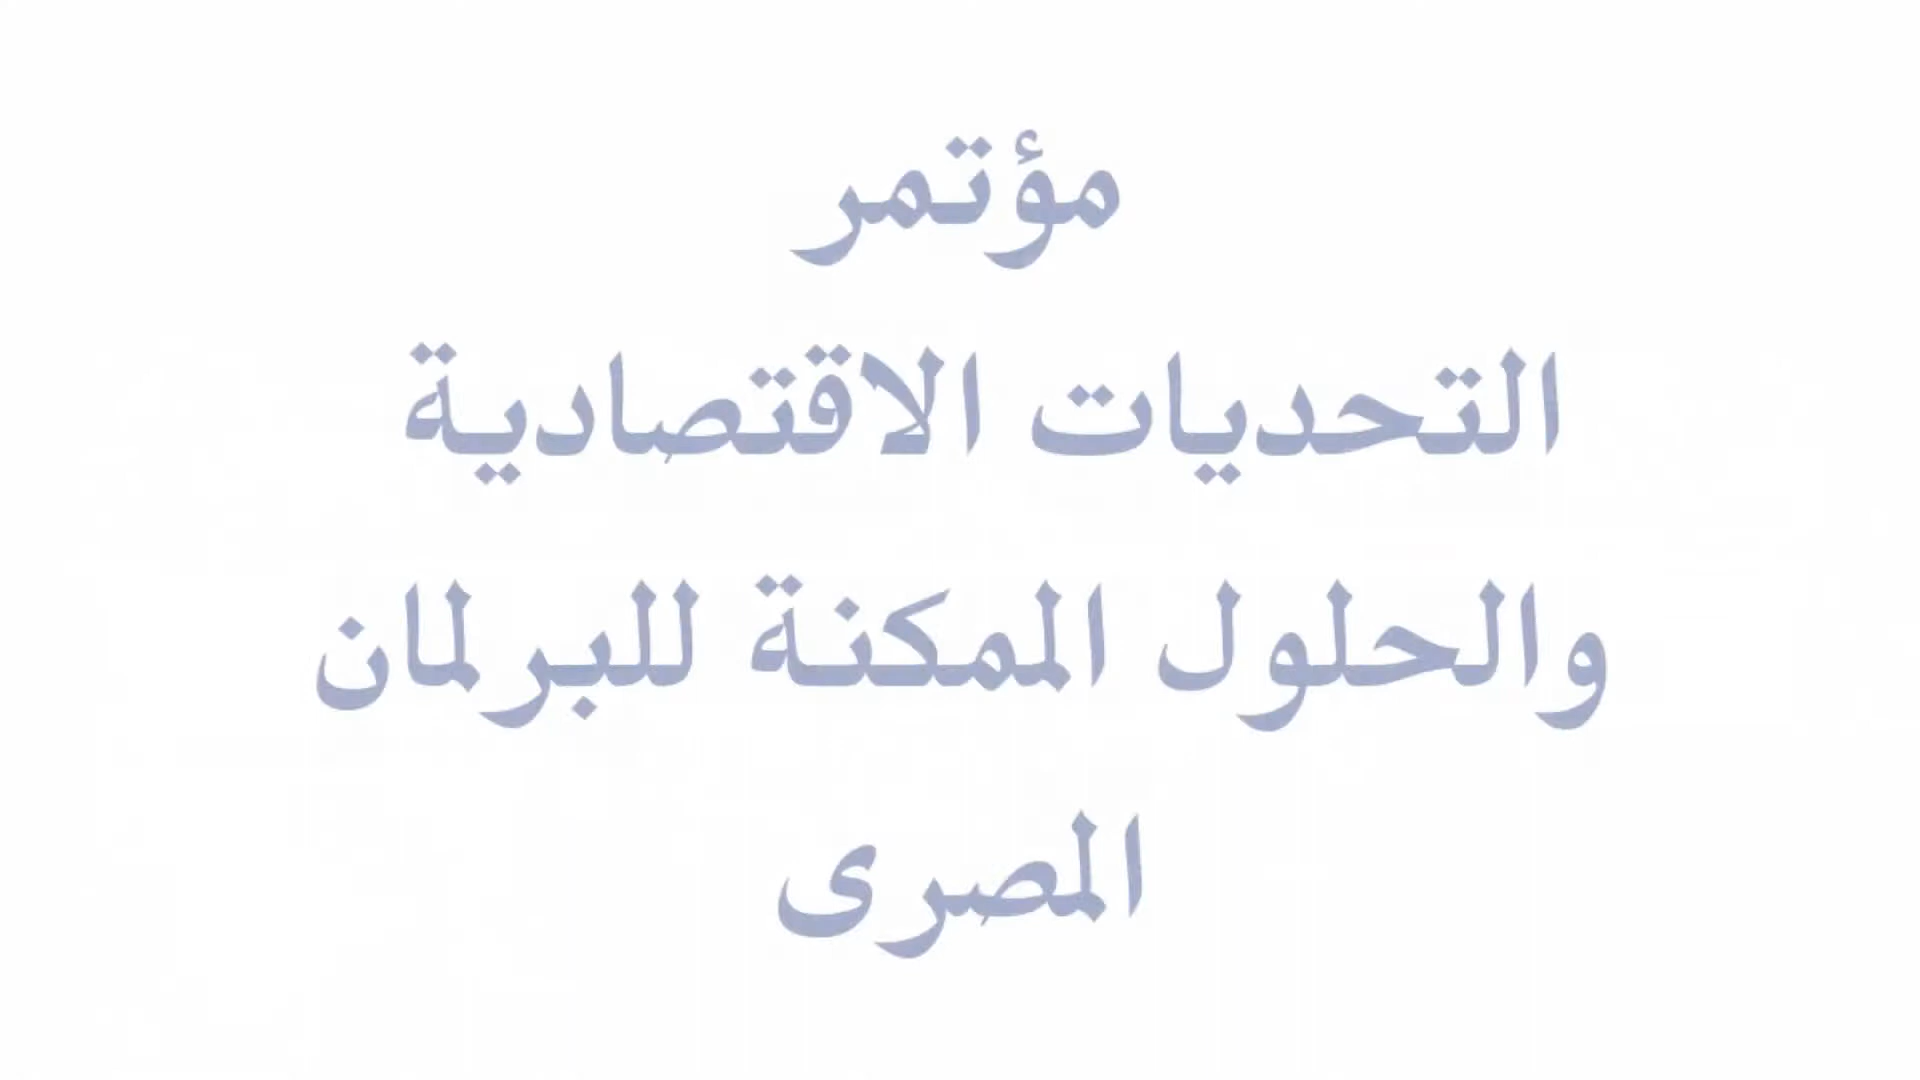 مؤتمر
التحديات الاقتصادية
والحلول الممكنة للبرلمان
المصرى